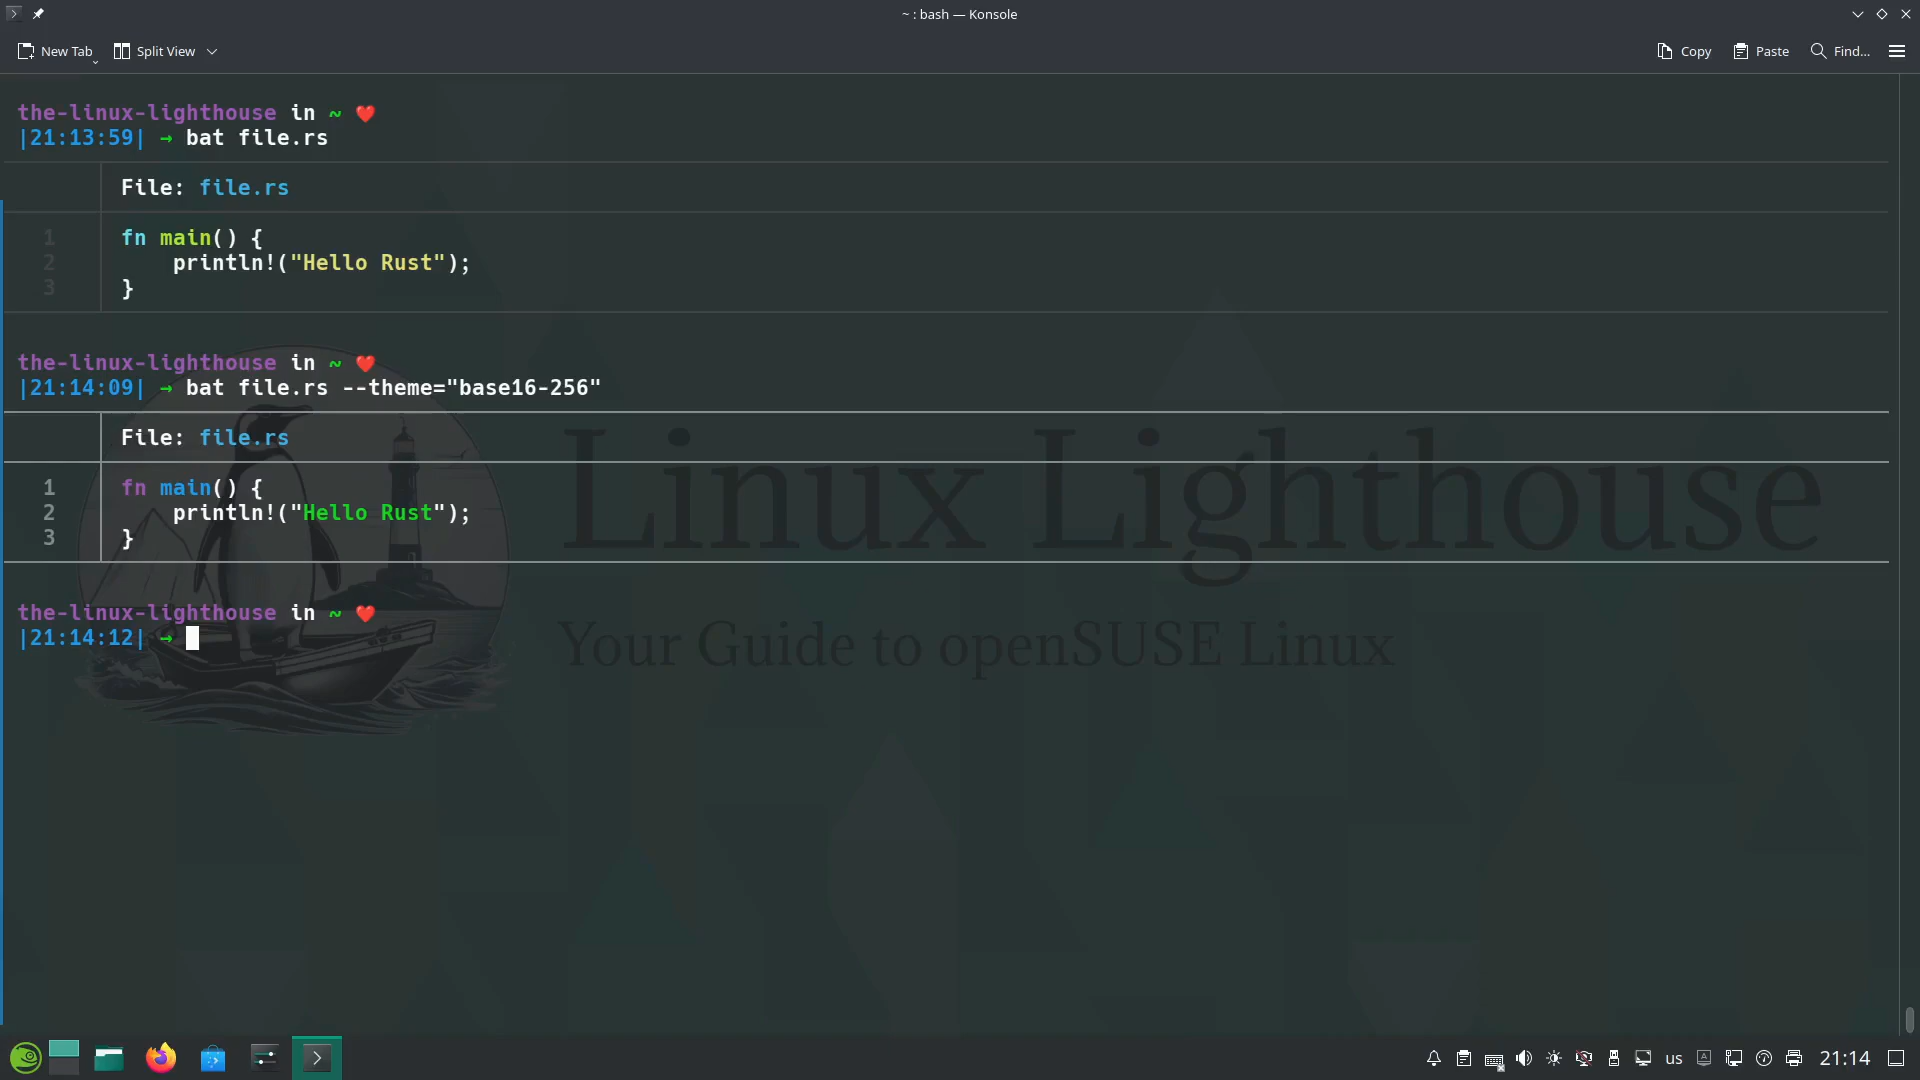 ~ : bash — Konsole
New Tab Split View Copy Paste Find...
the-linux-lighthouse in ~ ❤️
|21:13:59| → bat file.rs
File: file.rs
1 fn main() {
2 println!("Hello Rust");
3 }
the-linux-lighthouse in ~ ❤️
|21:14:09| → bat file.rs --theme="base16-256"
File: file.rs
1 fn main() {
2 println!("Hello Rust");
3 }
the-linux-lighthouse in ~ ❤️
|21:14:12| →
Linux Lighthouse
Your Guide to openSUSE Linux
us A 21:14